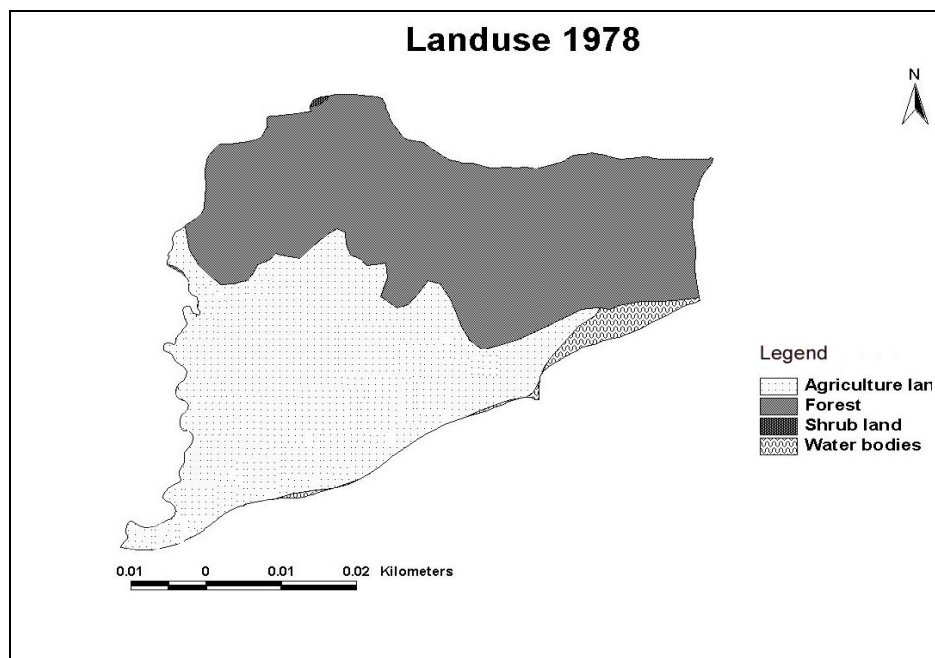 Landuse 1978
N
Legend
Agriculture lan
Forest
Shrub land
Water bodies
0.01 0 0.01 0.02 Kilometers